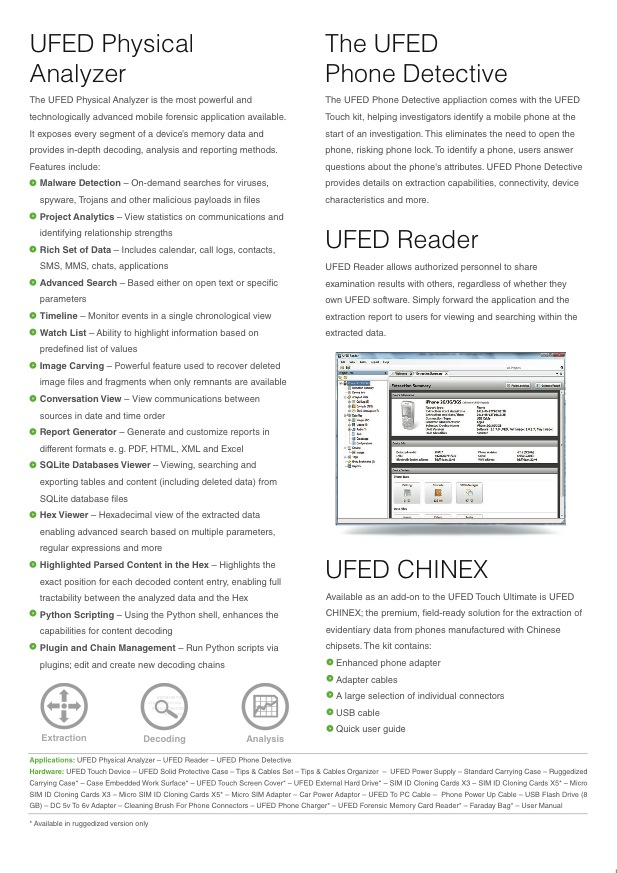 UFED Physical
Analyzer
The UFED Physical Analyzer is the most powerful and
technologically advanced mobile forensic application available.
It exposes every segment of a device's memory data and
provides in-depth decoding, analysis and reporting methods.
Features include:
Malware Detection – On-demand searches for viruses,
spyware, Trojans and other malicious payloads in files
Project Analytics – View statistics on communications and
identifying relationship strengths
Rich Set of Data – Includes calendar, call logs, contacts,
SMS, MMS, chats, applications
Advanced Search – Based either on open text or specific
parameters
Timeline – Monitor events in a single chronological view
Watch List – Ability to highlight information based on
predefined list of values
Image Carving – Powerful feature used to recover deleted
image files and fragments when only remnants are available
Conversation View – View communications between
sources in date and time order
Report Generator – Generate and customize reports in
different formats e. g. PDF, HTML, XML and Excel
SQLite Databases Viewer – Viewing, searching and
exporting tables and content (including deleted data) from
SQLite database files
Hex Viewer – Hexadecimal view of the extracted data
enabling advanced search based on multiple parameters,
regular expressions and more
Highlighted Parsed Content in the Hex – Highlights the
exact position for each decoded content entry, enabling full
tractability between the analyzed data and the Hex
Python Scripting – Using the Python shell, enhances the
capabilities for content decoding
Plugin and Chain Management – Run Python scripts via
plugins; edit and create new decoding chains
Extraction
Decoding
Analysis
The UFED
Phone Detective
The UFED Phone Detective appliaction comes with the UFED
Touch kit, helping investigators identify a mobile phone at the
start of an investigation. This eliminates the need to open the
phone, risking phone lock. To identify a phone, users answer
questions about the phone's attributes. UFED Phone Detective
provides details on extraction capabilities, connectivity, device
characteristics and more.
UFED Reader
UFED Reader allows authorized personnel to share
examination results with others, regardless of whether they
own UFED software. Simply forward the application and the
extraction report to users for viewing and searching within the
extracted data.
UFED Reader
Extraction Summary
iPhone 2G/3G/3GS
UFED CHINEX
Available as an add-on to the UFED Touch Ultimate is UFED
CHINEX; the premium, field-ready solution for the extraction of
evidentiary data from phones manufactured with Chinese
chipsets. The kit contains:
Enhanced phone adapter
Adapter cables
A large selection of individual connectors
USB cable
Quick user guide
Applications: UFED Physical Analyzer – UFED Reader – UFED Phone Detective
Hardware: UFED Touch Device – UFED Solid Protective Case – Tips & Cables Set – Tips & Cables Organizer – UFED Power Supply – Standard Carrying Case – Ruggedized
Carrying Case* – Case Embedded Work Surface* – UFED Touch Screen Cover* – UFED External Hard Drive* – SIM ID Cloning Cards X3 – SIM ID Cloning Cards X5* – Micro
SIM ID Cloning Cards X3 – Micro SIM ID Cloning Cards X5* – Micro SIM Adapter – Car Power Adaptor – UFED To PC Cable – Phone Power Up Cable – USB Flash Drive (8
GB) – DC 5v To 6v Adapter – Cleaning Brush For Phone Connectors – UFED Phone Charger* – UFED Forensic Memory Card Reader* – Faraday Bag* – User Manual
* Available in ruggedized version only